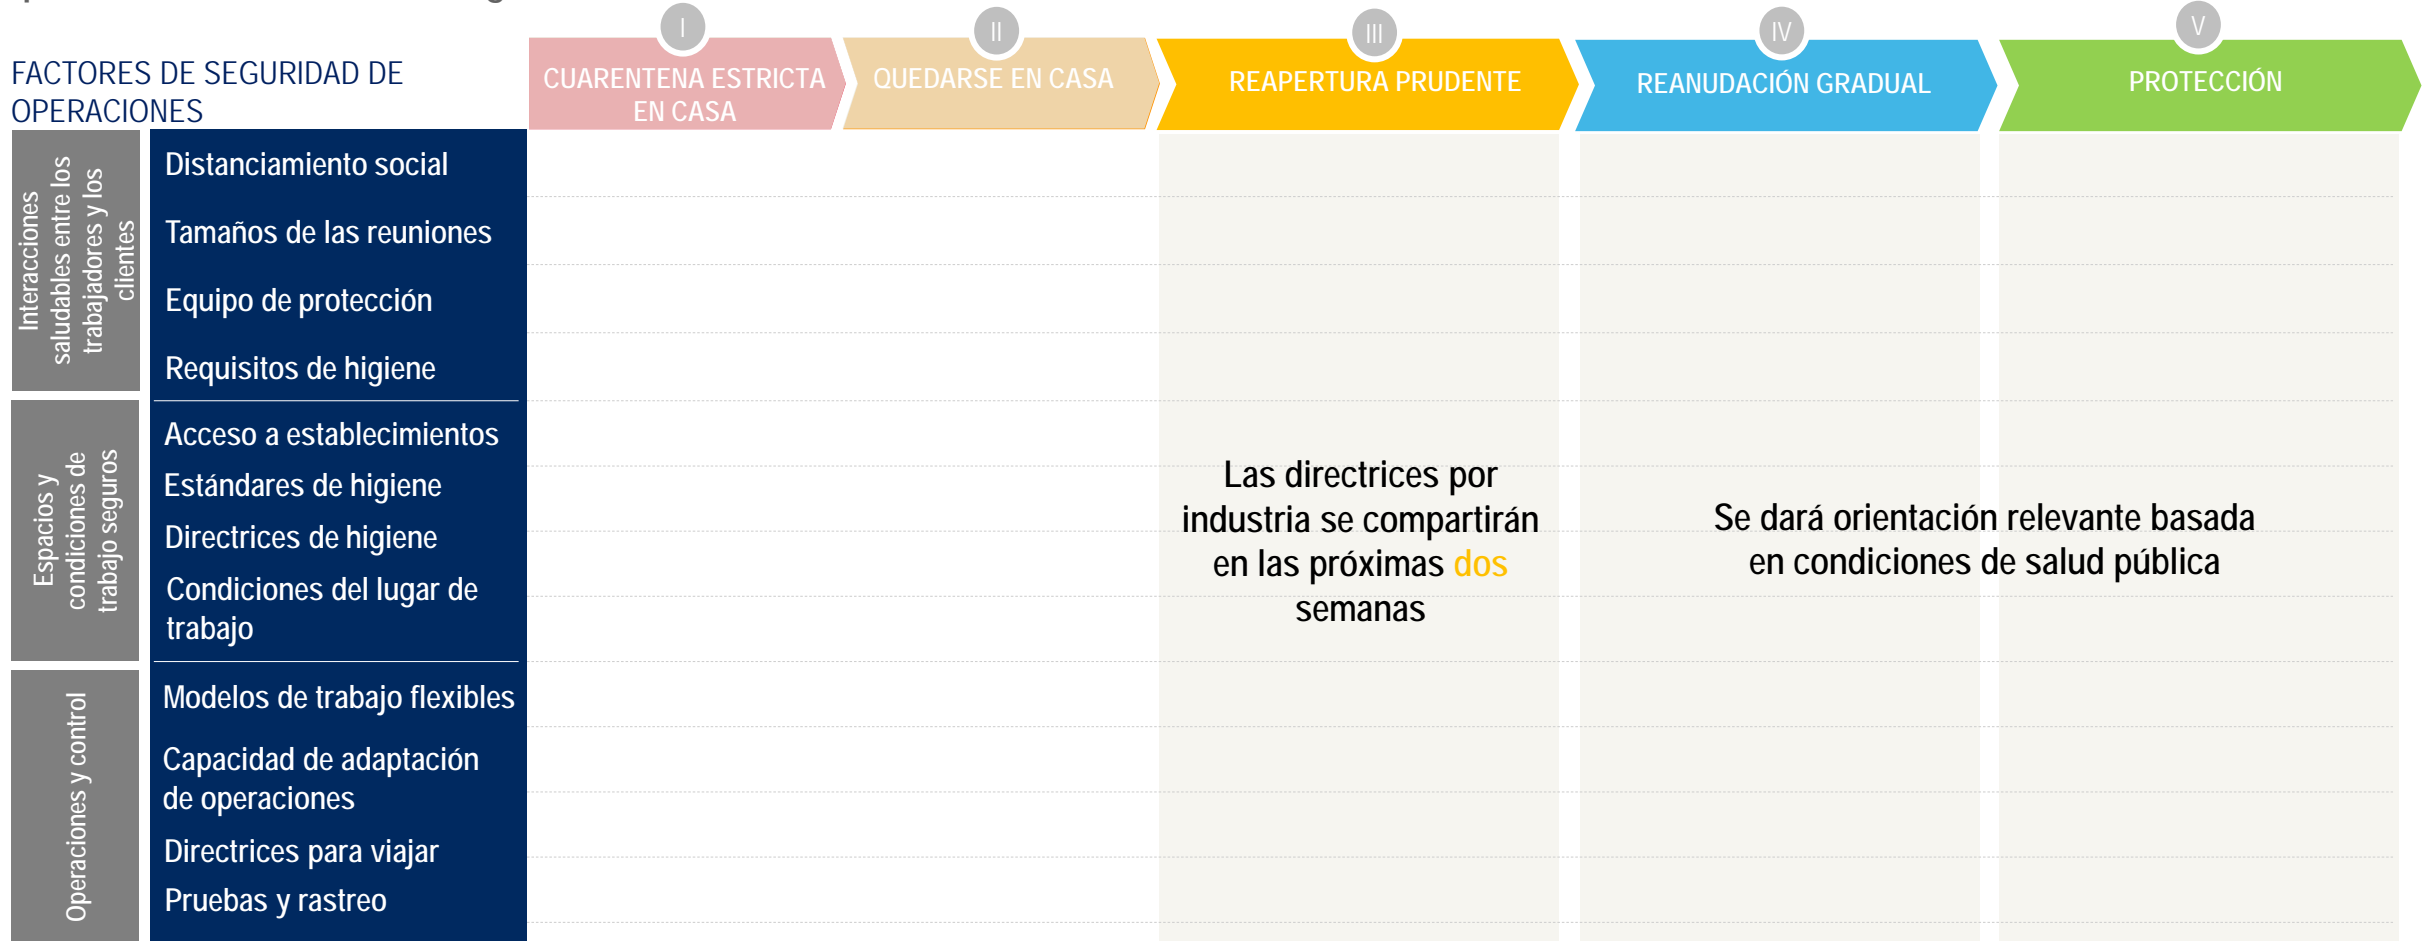 I
II
III
IV
V
FACTORES DE SEGURIDAD DE
OPERACIONES
CUARENTENA ESTRICTA
EN CASA
QUEDARSE EN CASA
REAPERTURA PRUDENTE
REANUDACIÓN GRADUAL
PROTECCIÓN
Interacciones
saludables entre los
trabajadores y los
clientes
Distanciamiento social
Tamaños de las reuniones
Equipo de protección
Requisitos de higiene
Espacios y
condiciones de
trabajo seguros
Acceso a establecimientos
Estándares de higiene
Directrices de higiene
Condiciones del lugar de
trabajo
Operaciones y control
Modelos de trabajo flexibles
Capacidad de adaptación
de operaciones
Directrices para viajar
Pruebas y rastreo
Las directrices por
industria se compartirán
en las próximas dos
semanas
Se dará orientación relevante basada
en condiciones de salud pública